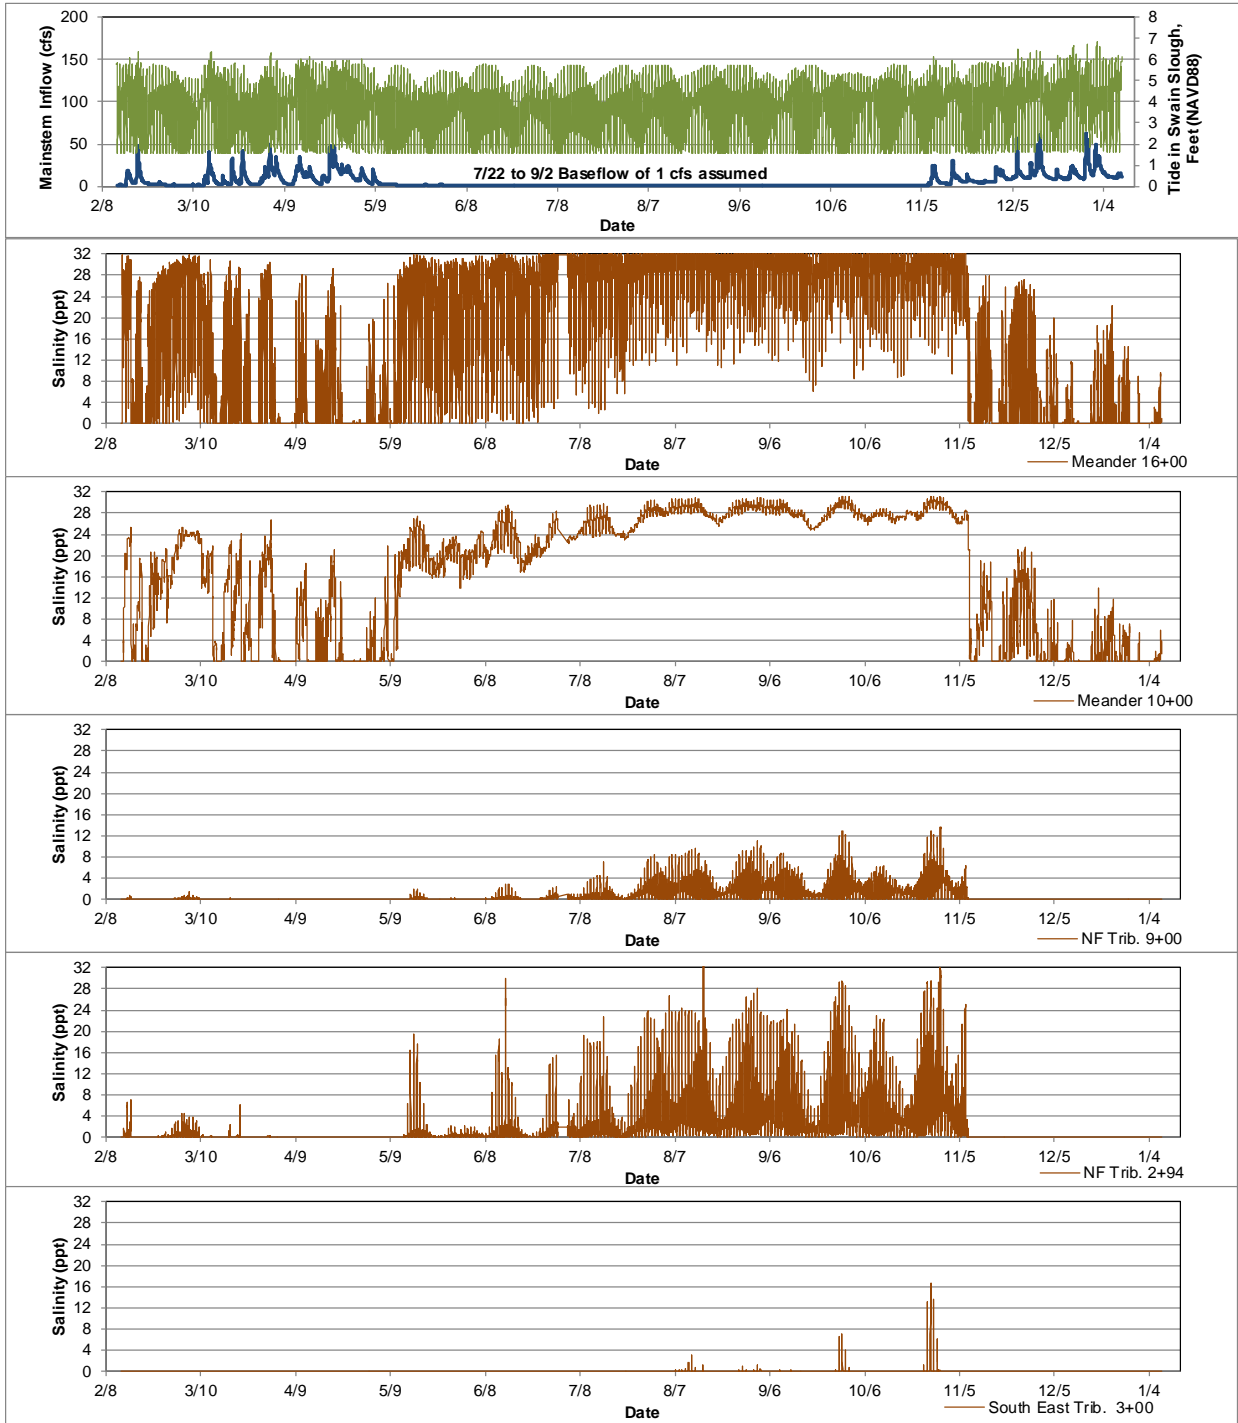 Mainstem Inflow (cfs)
200
150
100
50
0
8
7
6
5
4
3
2
1
0
Tide in Swain Slough,
Feet (NAVD88)
7/22 to 9/2 Baseflow of 1 cfs assumed
2/8 3/10 4/9 5/9 6/8 7/8 8/7 9/6 10/6 11/5 12/5 1/4
Date
Salinity (ppt)
32
28
24
20
16
12
8
4
0
2/8 3/10 4/9 5/9 6/8 7/8 8/7 9/6 10/6 11/5 12/5 1/4
Date
Meander 16+00
Salinity (ppt)
32
28
24
20
16
12
8
4
0
2/8 3/10 4/9 5/9 6/8 7/8 8/7 9/6 10/6 11/5 12/5 1/4
Date
Meander 10+00
Salinity (ppt)
32
28
24
20
16
12
8
4
0
2/8 3/10 4/9 5/9 6/8 7/8 8/7 9/6 10/6 11/5 12/5 1/4
Date
NF Trib. 9+00
Salinity (ppt)
32
28
24
20
16
12
8
4
0
2/8 3/10 4/9 5/9 6/8 7/8 8/7 9/6 10/6 11/5 12/5 1/4
Date
NF Trib. 2+94
Salinity (ppt)
32
28
24
20
16
12
8
4
0
2/8 3/10 4/9 5/9 6/8 7/8 8/7 9/6 10/6 11/5 12/5 1/4
Date
South East Trib. 3+00